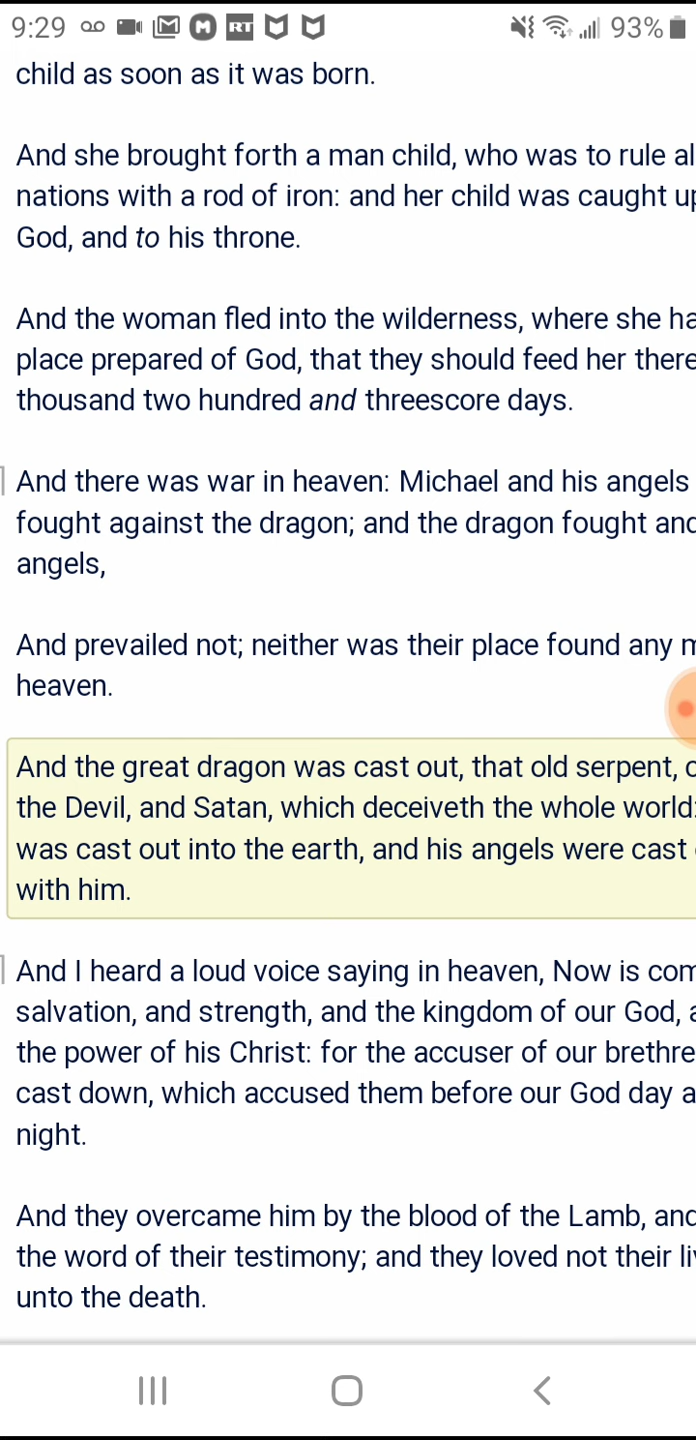 9:29 M RT 93%
child as soon as it was born.
And she brought forth a man child, who was to rule al
nations with a rod of iron: and her child was caught up
God, and to his throne.
And the woman fled into the wilderness, where she ha
place prepared of God, that they should feed her there
thousand two hundred and threescore days.
And there was war in heaven: Michael and his angels
fought against the dragon; and the dragon fought and
angels,
And prevailed not; neither was their place found any m
heaven.
And the great dragon was cast out, that old serpent, c
the Devil, and Satan, which deceiveth the whole world:
was cast out into the earth, and his angels were cast
with him.
And I heard a loud voice saying in heaven, Now is com
salvation, and strength, and the kingdom of our God, a
the power of his Christ: for the accuser of our brethre
cast down, which accused them before our God day a
night.
And they overcame him by the blood of the Lamb, and
the word of their testimony; and they loved not their li
unto the death.